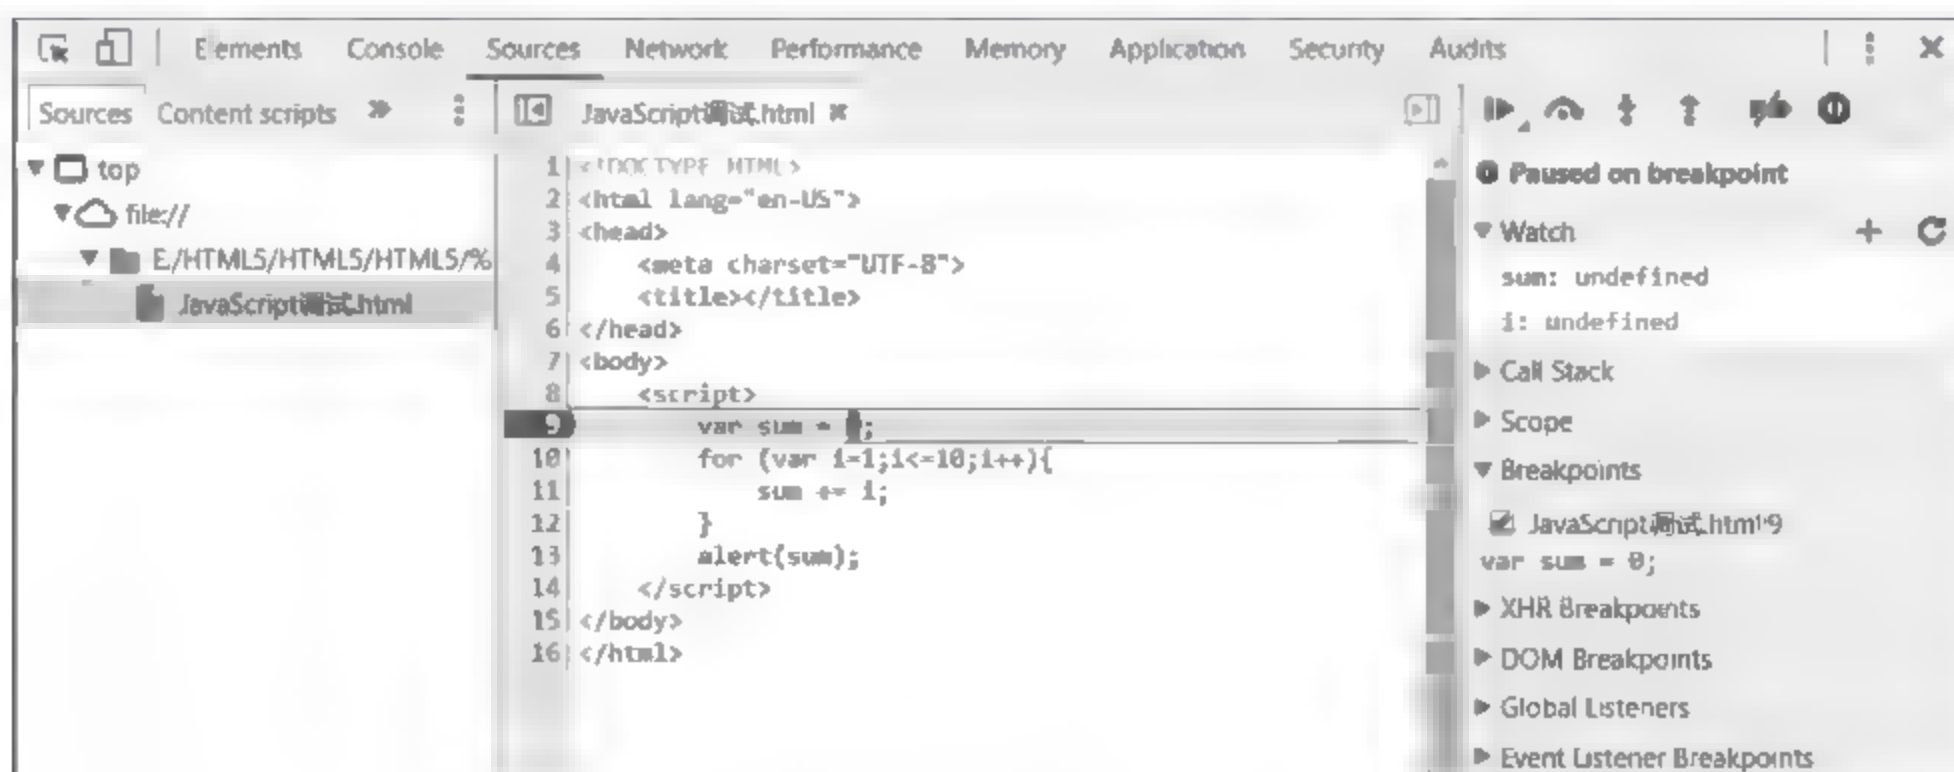 Elements Console Sources Network Performance Memory Application Security Audits
Sources Content scripts
top
file://
E:/HTML5/HTML5/HTML5/%
JavaScript调试.html
JavaScript调试.html
1 <!DOCTYPE HTML>
2 <html lang="en-US">
3 <head>
4 <meta charset="UTF-8">
5 <title></title>
6 </head>
7 <body>
8 <script>
9 var sum = 0;
10 for (var i=1;i<=10;i++){
11 sum += i;
12 }
13 alert(sum);
14 </script>
15 </body>
16 </html>
Paused on breakpoint
Watch
sum: undefined
i: undefined
Call Stack
Scope
Breakpoints
JavaScript调试.html:9
var sum = 0;
XHR Breakpoints
DOM Breakpoints
Global Listeners
Event Listener Breakpoints